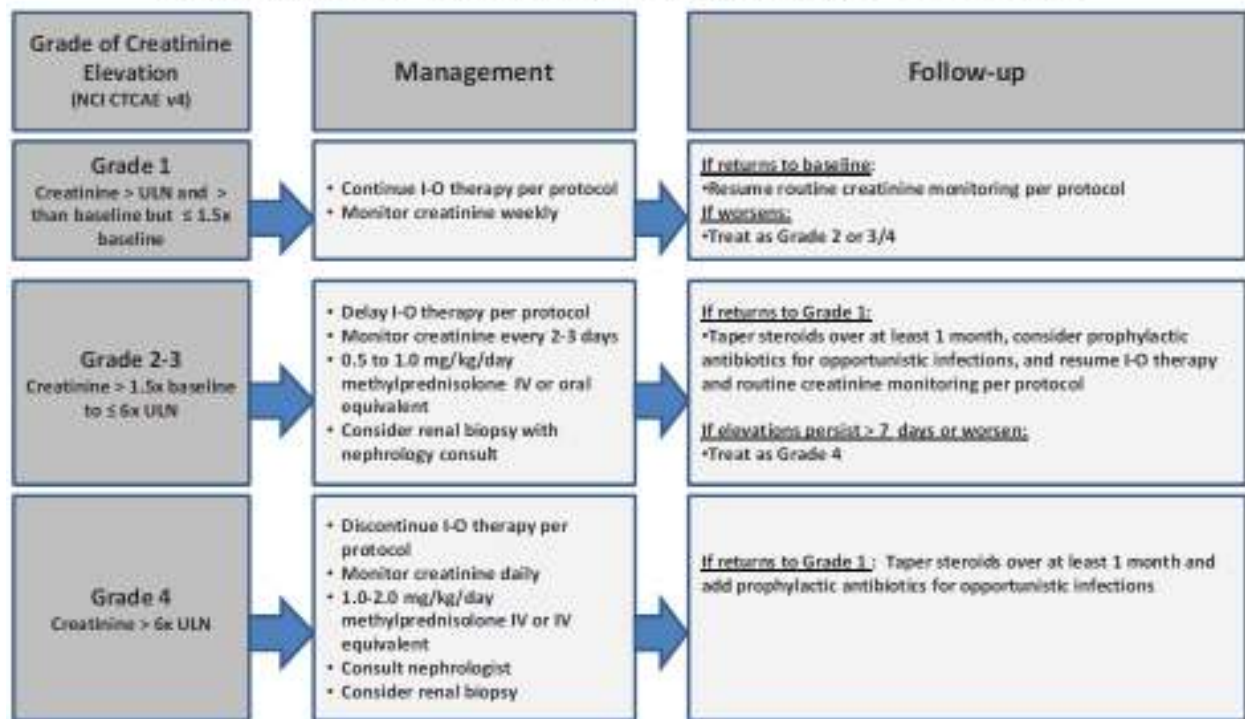 Grade of Creatinine
Elevation
(NCI CTCAE v4)
Management
Follow-up
Grade 1
Creatinine > ULN and >
than baseline but ≤ 1.5x
baseline
• Continue I-O therapy per protocol
• Monitor creatinine weekly
If returns to baseline:
•Resume routine creatinine monitoring per protocol
If worsens:
•Treat as Grade 2 or 3/4
Grade 2-3
Creatinine > 1.5x baseline
to ≤ 6x ULN
• Delay I-O therapy per protocol
• Monitor creatinine every 2-3 days
• 0.5 to 1.0 mg/kg/day
methylprednisolone IV or oral
equivalent
• Consider renal biopsy with
nephrology consult
If returns to Grade 1:
•Taper steroids over at least 1 month, consider prophylactic
antibiotics for opportunistic infections, and resume I-O therapy
and routine creatinine monitoring per protocol
If elevations persist > 7 days or worsen:
•Treat as Grade 4
Grade 4
Creatinine > 6x ULN
• Discontinue I-O therapy per
protocol
• Monitor creatinine daily
• 1.0-2.0 mg/kg/day
methylprednisolone IV or IV
equivalent
• Consult nephrologist
• Consider renal biopsy
If returns to Grade 1 : Taper steroids over at least 1 month and
add prophylactic antibiotics for opportunistic infections